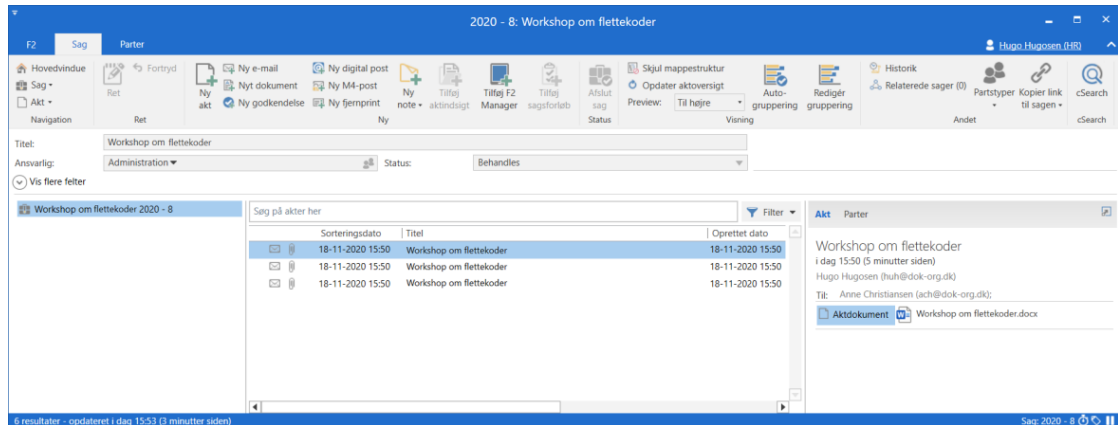 2020 - 8: Workshop om flettekoder
F2 Sag Parter Hugo Hugosen (HR)
Hovedvindue
Sag
Akt
Navigation
Fortryd
Ret
Ret
Ny akt
Ny e-mail
Nyt dokument
Ny godkendelse
Ny digital post
Ny M4-post
Ny fjernprint
Ny note
Tilføj aktindsigt
Tilføj F2 Manager
Tilføj sagsforløb
Ny
Afslut sag
Status
Skjul mappestruktur
Opdater aktoversigt
Preview: Til højre
Auto-gruppering
Redigér gruppering
Visning
Historik
Relaterede sager (0)
Partstyper
Kopier link til sagen
Andet
cSearch
cSearch
Titel: Workshop om flettekoder
Ansvarlig: Administration Status: Behandles
Vis flere felter
Workshop om flettekoder 2020 - 8
Søg på akter her Filter
Sorteringsdato Titel Oprettet dato
18-11-2020 15:50 Workshop om flettekoder 18-11-2020 15:50
18-11-2020 15:50 Workshop om flettekoder 18-11-2020 15:50
18-11-2020 15:50 Workshop om flettekoder 18-11-2020 15:50
Akt Parter
Workshop om flettekoder
i dag 15:50 (5 minutter siden)
Hugo Hugosen (huh@dok-org.dk)
Til: Anne Christiansen (ach@dok-org.dk);
Aktdokument Workshop om flettekoder.docx
6 resultater - opdateret i dag 15:53 (3 minutter siden) Sag: 2020 - 8